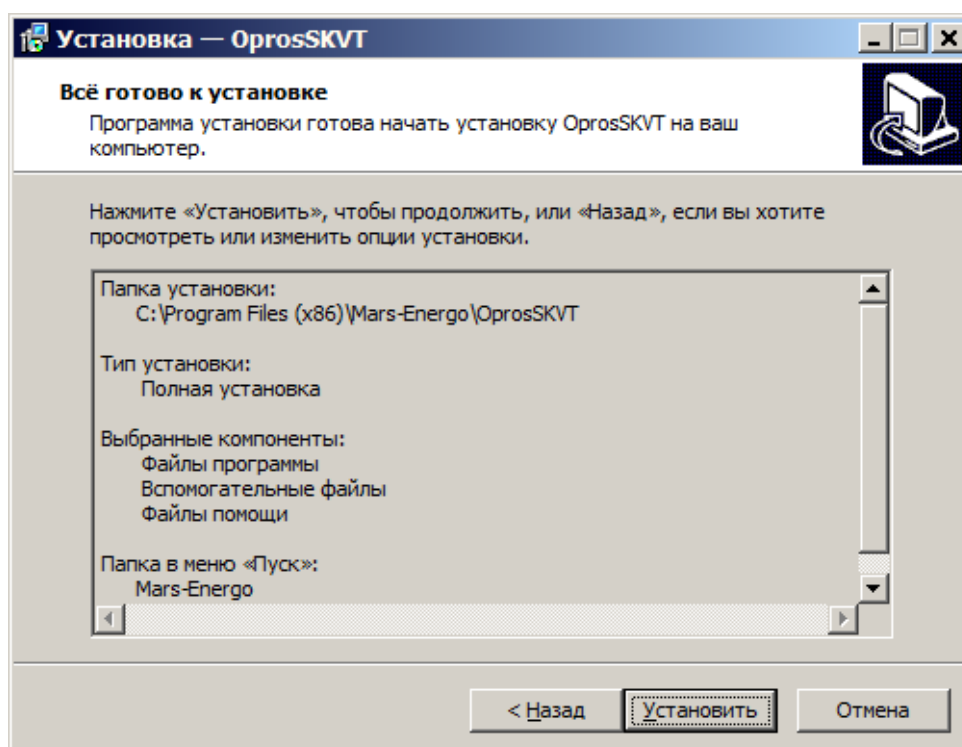 Установка — OprosSKVT
Всё готово к установке
Программа установки готова начать установку OprosSKVT на ваш
компьютер.
Нажмите «Установить», чтобы продолжить, или «Назад», если вы хотите
просмотреть или изменить опции установки.
Папка установки:
C:\Program Files (x86)\Mars-Energo\OprosSKVT
Тип установки:
Полная установка
Выбранные компоненты:
Файлы программы
Вспомогательные файлы
Файлы помощи
Папка в меню «Пуск»:
Mars-Energo
< Назад
Установить
Отмена